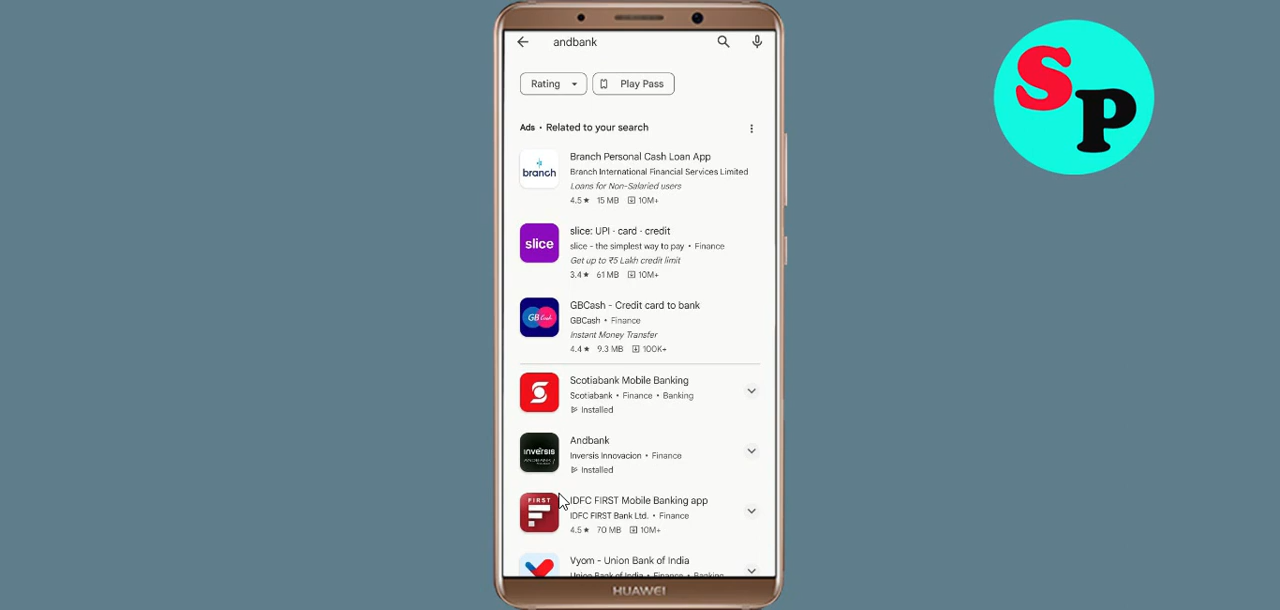 andbank
Rating
Play Pass
Ads • Related to your search
branch
Branch Personal Cash Loan App
Branch International Financial Services Limited
Loans for Non-Salaried users
4.5★ 15 MB 10M+
slice
slice: UPI · card · credit
slice - the simplest way to pay • Finance
Get up to ₹5 Lakh credit limit
3.4★ 61 MB 10M+
GB Cash
GBCash - Credit card to bank
GBCash • Finance
Instant Money Transfer
4.4★ 9.3 MB 100K+
Scotiabank Mobile Banking
Scotiabank • Finance • Banking
Installed
inversis
Andbank
Inversis Innovacion • Finance
Installed
FIRST
IDFC FIRST Mobile Banking app
IDFC FIRST Bank Ltd. • Finance
4.5★ 70 MB 10M+
Vyom - Union Bank of India
Union Bank of India • Finance • Banking
HUAWEI
SP